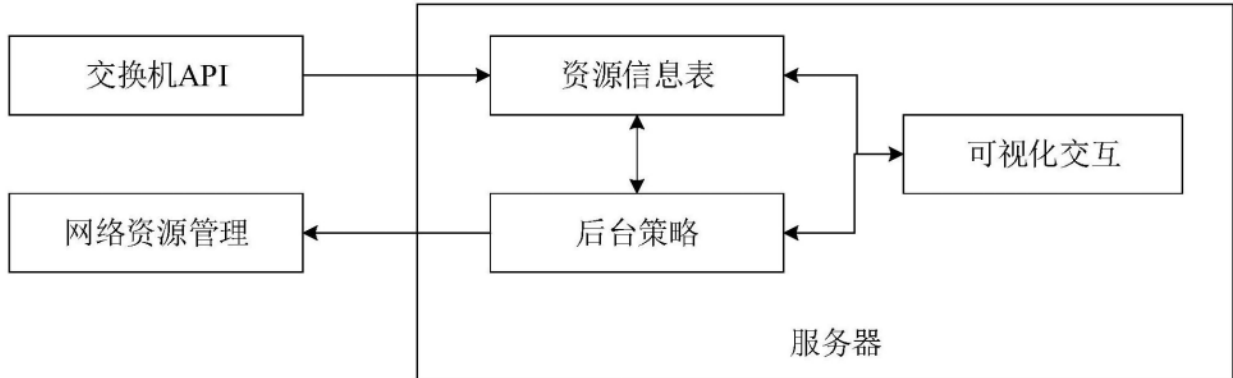 交换机API
资源信息表
可视化交互
网络资源管理
后台策略
服务器